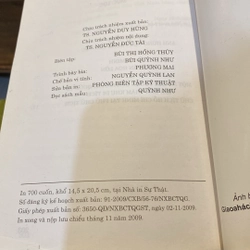 Chịu trách nhiệm xuất bản:
TS. NGUYỄN DUY HÙNG
Chịu trách nhiệm nội dung:
TS. NGUYỄN ĐỨC TÀI
Biên tập: BÙI THỊ HỒNG THÚY
BÙI QUỲNH NHƯ
Trình bày bìa: PHƯƠNG MAI
Chế bản vi tính: NGUYỄN QUỲNH LAN
Sửa bản in: PHÒNG BIÊN TẬP KỸ THUẬT
Đọc sách mẫu: QUỲNH NHƯ
In 700 cuốn, khổ 14,5 x 20,5 cm, tại Nhà in Sự Thật.
Số đăng ký kế hoạch xuất bản: 91-2009/CXB/56-76/NXBCTQG.
Giấy phép xuất bản số: 3650-QĐ/NXBCTQGST, ngày 02-11-2009.
In xong và nộp lưu chiểu tháng 11 năm 2009.
Ảnh b